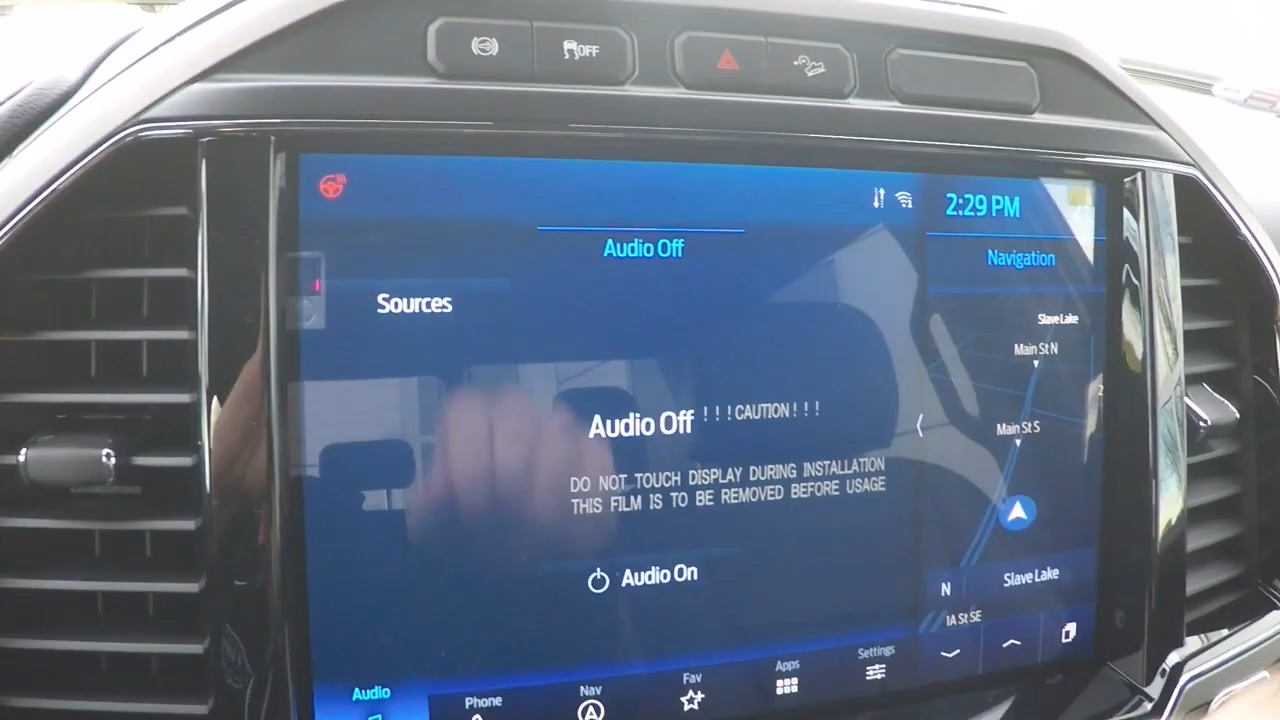 OFF
2:29 PM
Audio Off
Navigation
Sources
Slave Lake
Main St N
Audio Off
! ! ! CAUTION ! ! !
Main St S
DO NOT TOUCH DISPLAY DURING INSTALLATION
THIS FILM IS TO BE REMOVED BEFORE USAGE
Audio On
N
Slave Lake
1A St SE
Audio
Phone
Nav
Fav
Apps
Settings